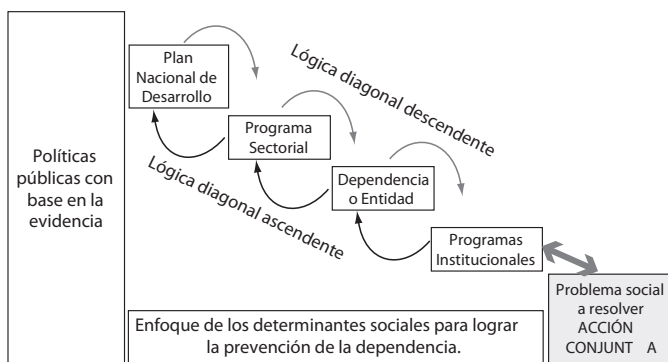 Políticas
públicas con
base en la
evidencia
Plan
Nacional de
Desarrollo
Lógica diagonal descendente
Programa
Sectorial
Lógica diagonal ascendente
Dependencia
o Entidad
Programas
Institucionales
Problema social
a resolver
ACCIÓN
CONJUNT A
Enfoque de los determinantes sociales para lograr
la prevención de la dependencia.